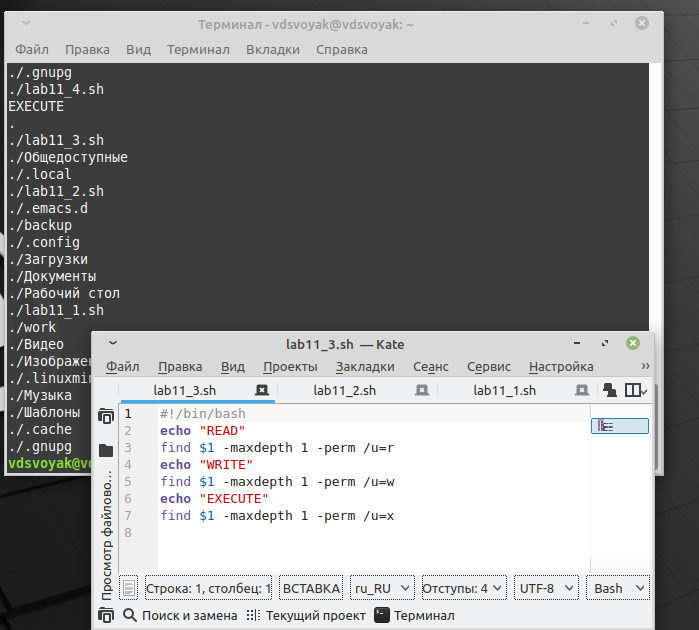 Терминал - vdsvoyak@vdsvoyak: ~
Файл Правка Вид Терминал Вкладки Справка
./.gnupg
./lab11_4.sh
EXECUTE
.
./lab11_3.sh
./Общедоступные
./.local
./lab11_2.sh
./.emacs.d
./backup
./.config
./Загрузки
./Документы
./Рабочий стол
./lab11_1.sh
./work
./Видео
./Изображен
./.linuxmin
./Музыка
./Шаблоны
./.cache
./.gnupg
vdsvoyak@vd
lab11_3.sh — Kate
Файл Правка Вид Проекты Закладки Сеанс Сервис Настройка »
lab11_3.sh lab11_2.sh lab11_1.sh
Просмотр файлово...
1 #!/bin/bash
2 echo "READ"
3 find $1 -maxdepth 1 -perm /u=r
4 echo "WRITE"
5 find $1 -maxdepth 1 -perm /u=w
6 echo "EXECUTE"
7 find $1 -maxdepth 1 -perm /u=x
8
Строка: 1, столбец: 1 ВСТАВКА ru_RU Отступы: 4 UTF-8 Bash
Поиск и замена Текущий проект Терминал